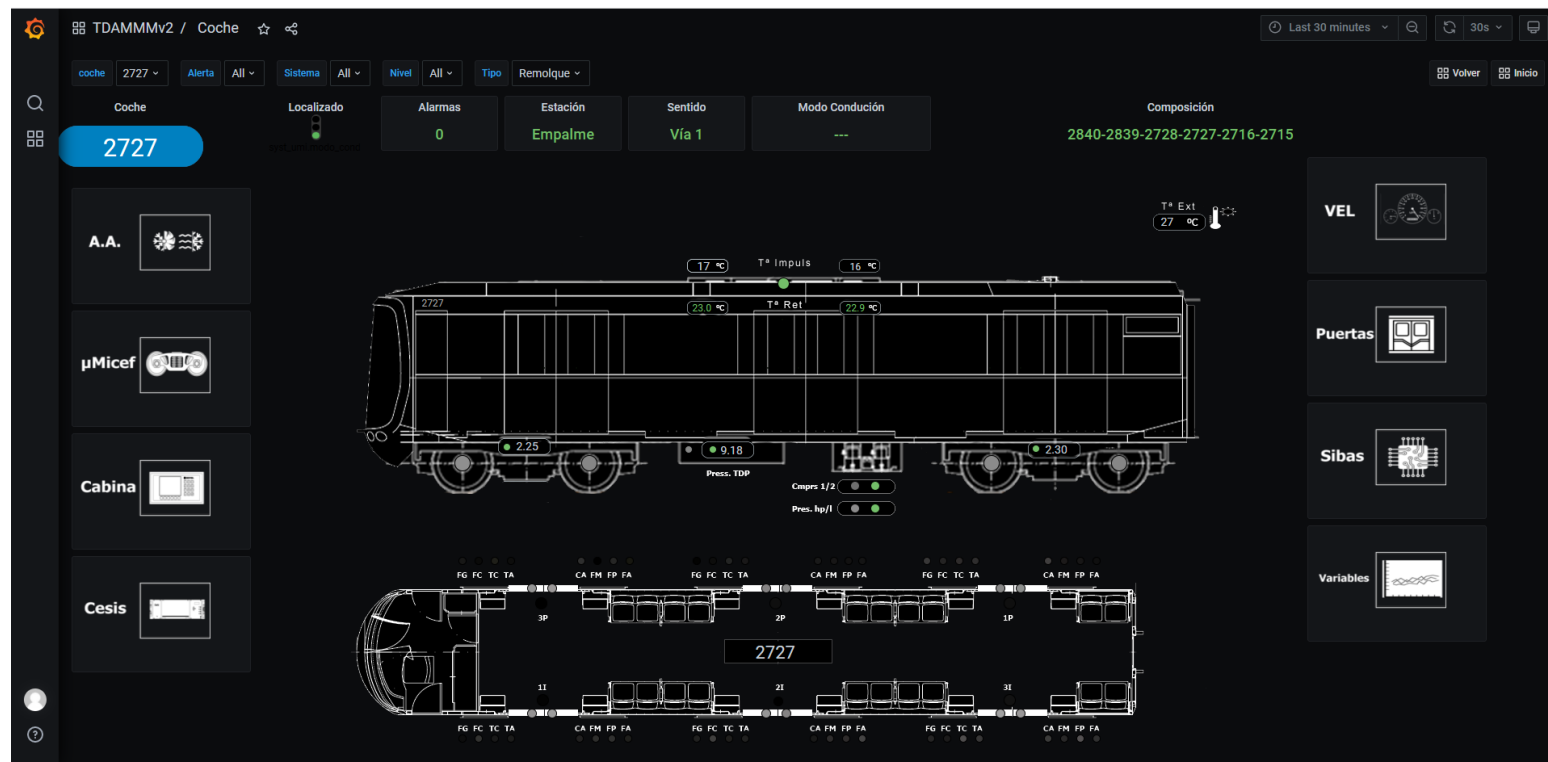 TDAMMMv2 / Coche
Last 30 minutes
30s
coche 2727 Alerta All Sistema All Nivel All Tipo Remolque
Volver Inicio
Coche
2727
Localizado
Alarmas
0
Estación
Empalme
Sentido
Vía 1
Modo Condución
---
Composición
2840-2839-2728-2727-2716-2715
A.A.
µMicef
Cabina
Cesis
Tª Ext
27 ºC
17 ºC Tª Impuls 16 ºC
2727
23.0 ºC Tª Ret 22.9 ºC
2.25
9.18
2.30
Press. TDP
Cmprs 1/2
Pres. hp/l
VEL
Puertas
Sibas
Variables
FG FC TC TA CA FM FP FA FG FC TC TA CA FM FP FA FG FC TC TA CA FM FP FA
3P 2P 1P
2727
1I 2I 3I
FG FC TC TA CA FM FP FA FG FC TC TA CA FM FP FA FG FC TC TA CA FM FP FA